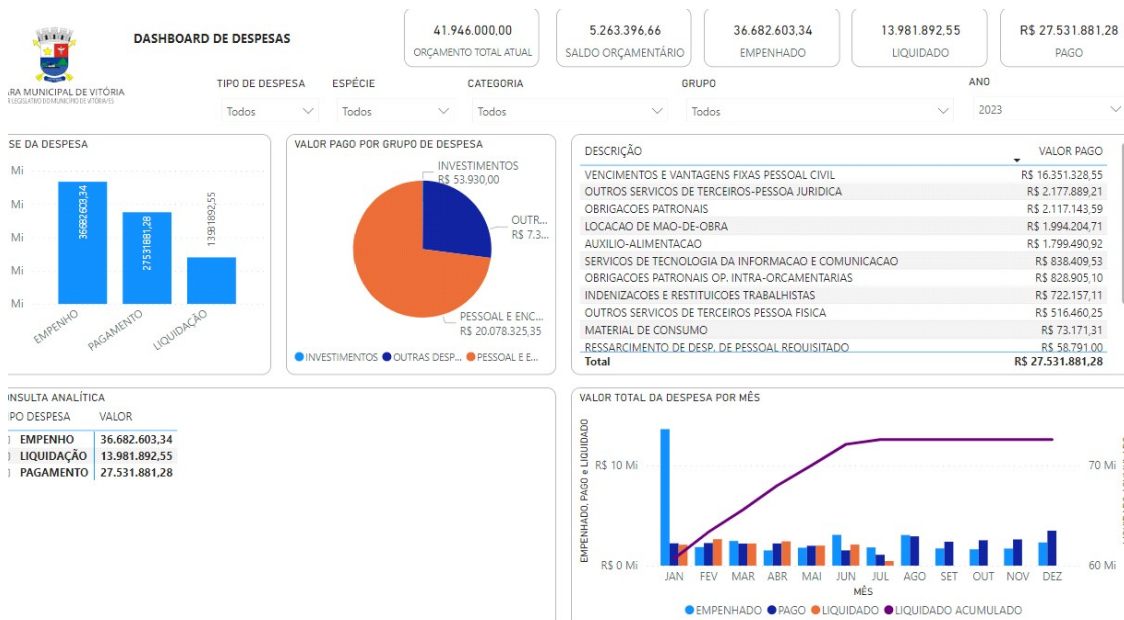 DASHBOARD DE DESPESAS
41.946.000,00
ORÇAMENTO TOTAL ATUAL
5.263.396,66
SALDO ORÇAMENTÁRIO
36.682.603,34
EMPENHADO
13.981.892,55
LIQUIDADO
R$ 27.531.881,28
PAGO
RA MUNICIPAL DE VITÓRIA
TIPO DE DESPESA
Todos
ESPÉCIE
Todos
CATEGORIA
Todos
GRUPO
Todos
ANO
2023
SE DA DESPESA
Mi
Mi
Mi
Mi
Mi
36682603,34
27531881,28
13981892,55
EMPENHO
PAGAMENTO
LIQUIDAÇÃO
VALOR PAGO POR GRUPO DE DESPESA
INVESTIMENTOS
R$ 53.930,00
OUTR...
R$ 7.3...
PESSOAL E ENC...
R$ 20.078.325,35
INVESTIMENTOS OUTRAS DESP... PESSOAL E E...
DESCRIÇÃO VALOR PAGO
VENCIMENTOS E VANTAGENS FIXAS PESSOAL CIVIL R$ 16.351.328,55
OUTROS SERVICOS DE TERCEIROS-PESSOA JURIDICA R$ 2.177.889,21
OBRIGACOES PATRONAIS R$ 2.117.143,59
LOCACAO DE MAO-DE-OBRA R$ 1.994.204,71
AUXILIO-ALIMENTACAO R$ 1.799.490,92
SERVICOS DE TECNOLOGIA DA INFORMACAO E COMUNICACAO R$ 838.409,53
OBRIGACOES PATRONAIS OP. INTRA-ORCAMENTARIAS R$ 828.905,10
INDENIZACOES E RESTITUICOES TRABALHISTAS R$ 722.157,11
OUTROS SERVICOS DE TERCEIROS PESSOA FISICA R$ 516.460,25
MATERIAL DE CONSUMO R$ 73.171,31
RESSARCIMENTO DE DESP. DE PESSOAL REQUISITADO R$ 58.791,00
Total R$ 27.531.881,28
NSULTA ANALÍTICA
PO DESPESA VALOR
EMPENHO 36.682.603,34
LIQUIDAÇÃO 13.981.892,55
PAGAMENTO 27.531.881,28
VALOR TOTAL DA DESPESA POR MÊS
EMPENHADO, PAGO e LIQUIDADO
R$ 10 Mi
R$ 0 Mi
70 Mi
60 Mi
JAN FEV MAR ABR MAI JUN JUL AGO SET OUT NOV DEZ
MÊS
EMPENHADO PAGO LIQUIDADO LIQUIDADO ACUMULADO